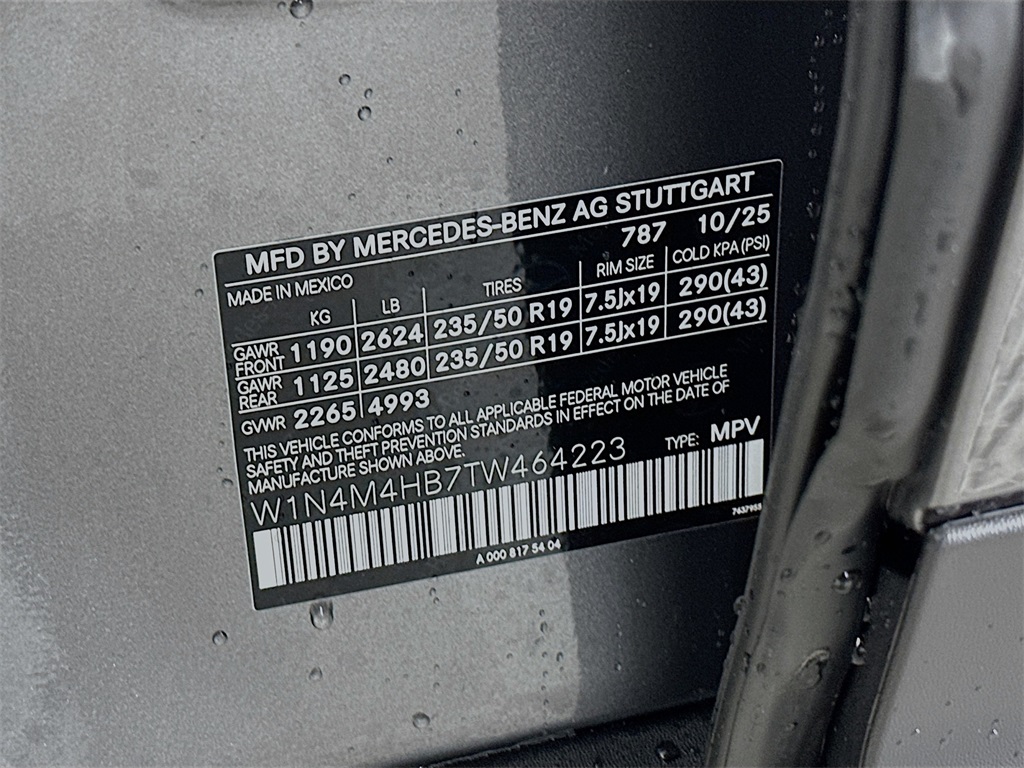 MFD BY MERCEDES-BENZ AG STUTTGART
MADE IN MEXICO 787 10/25
KG LB TIRES RIM SIZE COLD KPA (PSI)
GAWR FRONT 1190 2624 235/50 R19 7.5Jx19 290(43)
GAWR REAR 1125 2480 235/50 R19 7.5Jx19 290(43)
GVWR 2265 4993
THIS VEHICLE CONFORMS TO ALL APPLICABLE FEDERAL MOTOR VEHICLE
SAFETY AND THEFT PREVENTION STANDARDS IN EFFECT ON THE DATE OF
MANUFACTURE SHOWN ABOVE.
W1N4M4HB7TW464223 TYPE: MPV
A 000 817 54 04 7637953